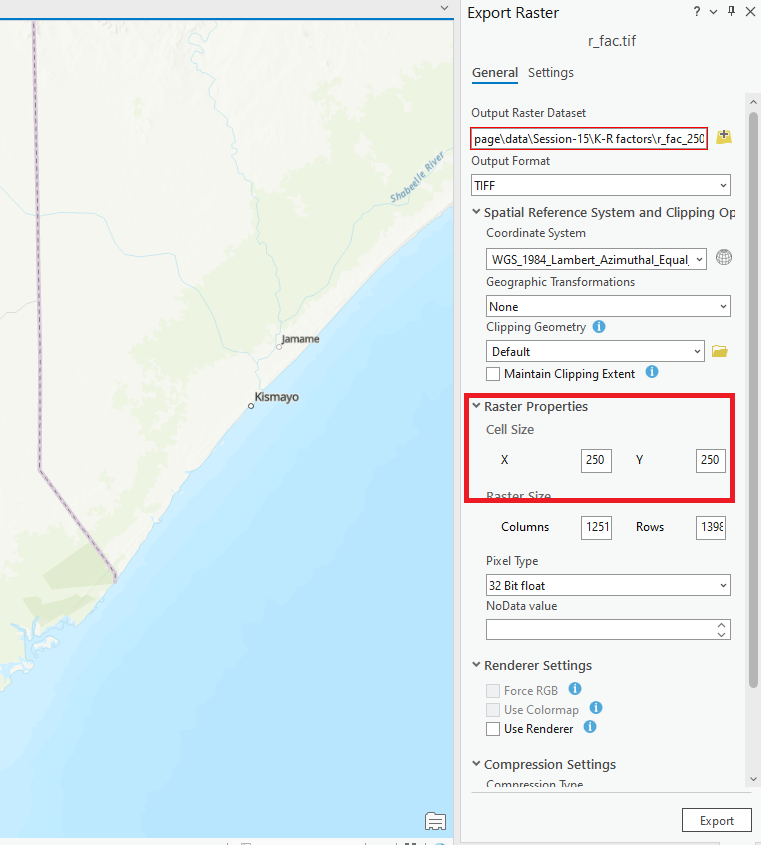 Export Raster
?
r_fac.tif
General Settings
Output Raster Dataset
page\data\Session-15\K-R factors\r_fac_250
Output Format
TIFF
Spatial Reference System and Clipping Op
Coordinate System
WGS_1984_Lambert_Azimuthal_Equal_
Geographic Transformations
None
Clipping Geometry
Default
Maintain Clipping Extent
Raster Properties
Cell Size
X 250 Y 250
Raster Size
Columns 1251 Rows 1398
Pixel Type
32 Bit float
NoData value
Renderer Settings
Force RGB
Use Colormap
Use Renderer
Compression Settings
Compression Type
Export
Shabeelle River
Jamame
Kismayo